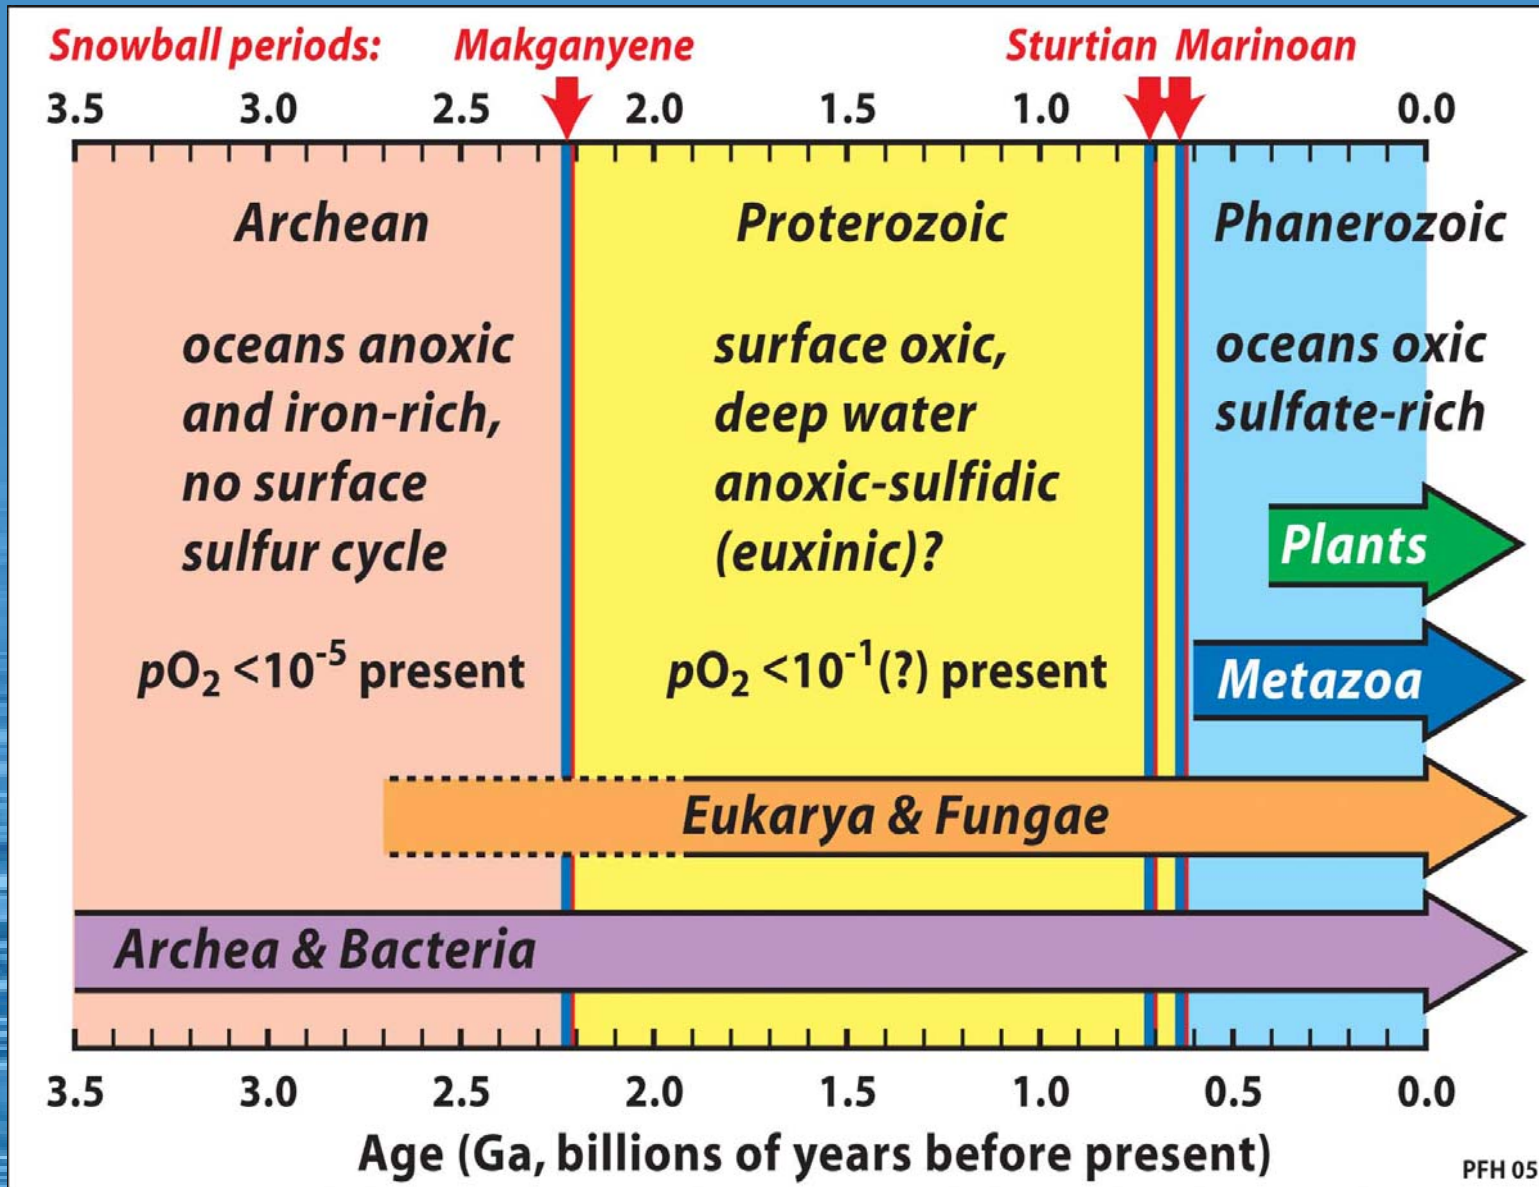 Snowball periods: Makganyene Sturtian Marinoan
3.5 3.0 2.5 2.0 1.5 1.0 0.0
Archean
oceans anoxic
and iron-rich,
no surface
sulfur cycle
pO₂ <10⁻⁵ present
Proterozoic
surface oxic,
deep water
anoxic-sulfidic
(euxinic)?
pO₂ <10⁻¹(?) present
Phanerozoic
oceans oxic
sulfate-rich
Plants
Metazoa
Eukarya & Fungae
Archea & Bacteria
3.5 3.0 2.5 2.0 1.5 1.0 0.5 0.0
Age (Ga, billions of years before present)
PFH 05